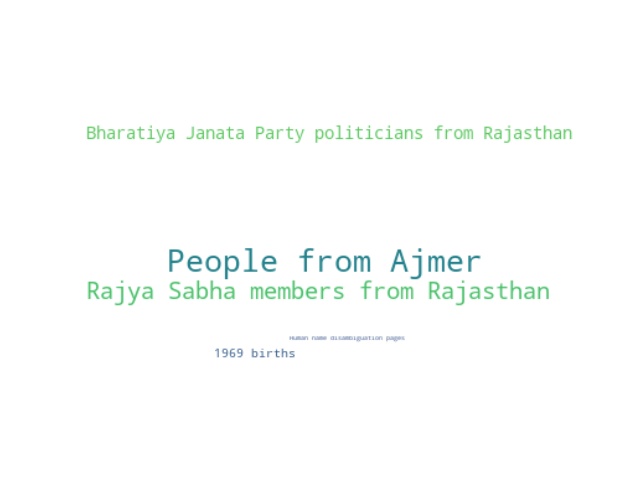 Bharatiya Janata Party politicians from Rajasthan
People from Ajmer
Rajya Sabha members from Rajasthan
Human name disambiguation pages
1969 births